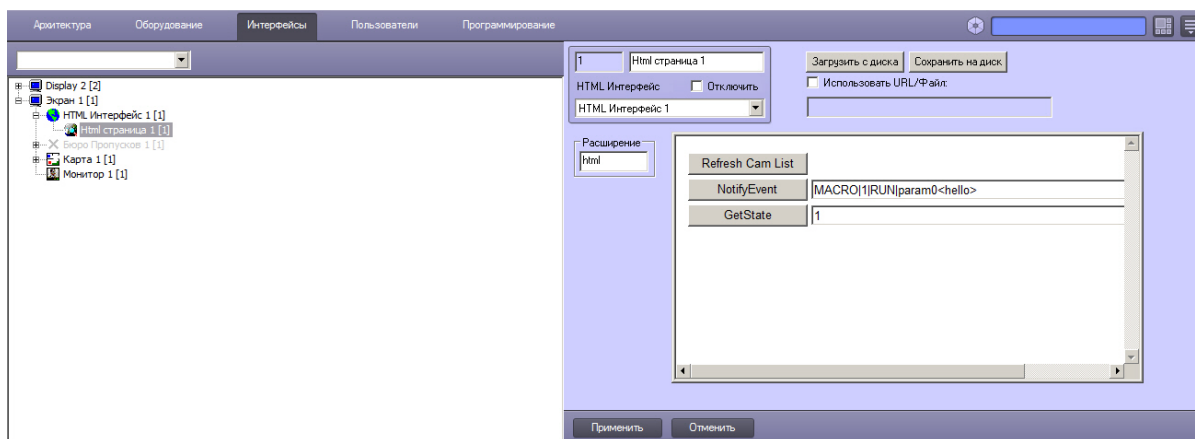 Архитектура Оборудование Интерфейсы Пользователи Программирование
Display 2 [2]
Экран 1 [1]
HTML Интерфейс 1 [1]
Html страница 1 [1]
Бюро Пропусков 1 [1]
Карта 1 [1]
Монитор 1 [1]
1 Html страница 1
HTML Интерфейс Отключить
HTML Интерфейс 1
Загрузить с диска Сохранить на диск
Использовать URL/Файл:
Расширение
html
Refresh Cam List
NotifyEvent MACRO|1|RUN|param0<hello>
GetState 1
Применить Отменить